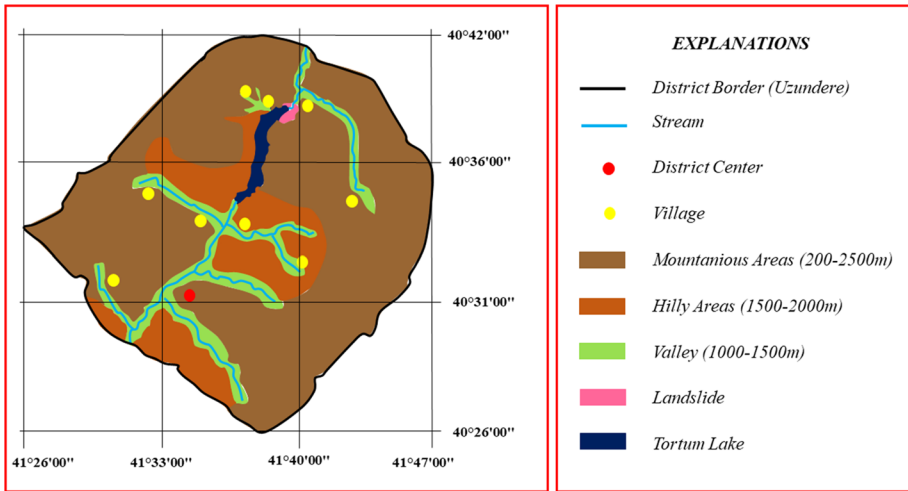 40°42'00"
40°36'00"
40°31'00"
40°26'00"
41°26'00"
41°33'00"
41°40'00"
41°47'00"
EXPLANATIONS
District Border (Uzundere)
Stream
District Center
Village
Mountanious Areas (200-2500m)
Hilly Areas (1500-2000m)
Valley (1000-1500m)
Landslide
Tortum Lake